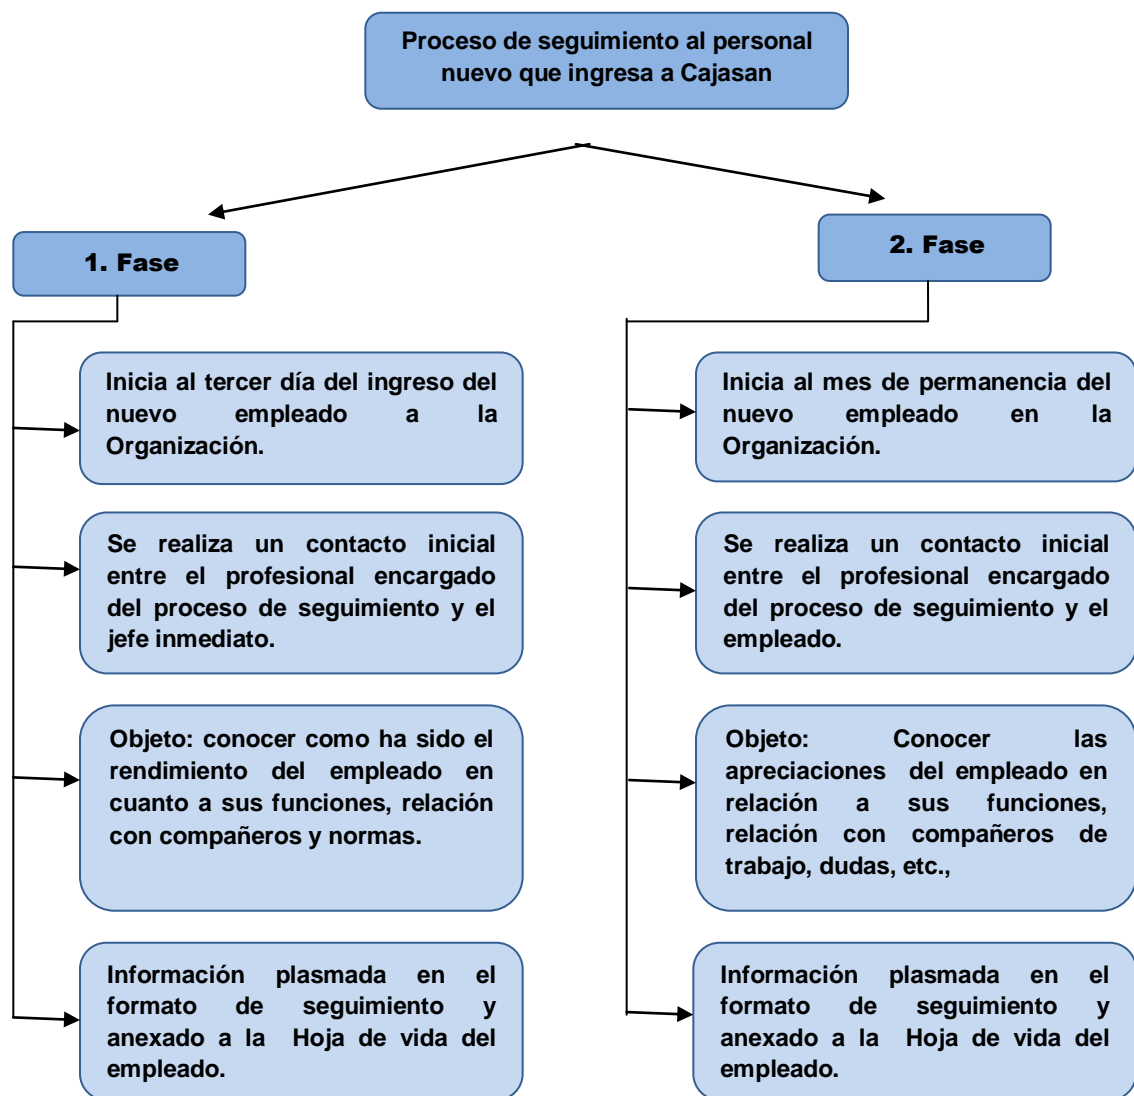 Proceso de seguimiento al personal
nuevo que ingresa a Cajasan
1. Fase
Inicia al tercer día del ingreso del
nuevo empleado a la
Organización.
Se realiza un contacto inicial
entre el profesional encargado
del proceso de seguimiento y el
jefe inmediato.
Objeto: conocer como ha sido el
rendimiento del empleado en
cuanto a sus funciones, relación
con compañeros y normas.
Información plasmada en el
formato de seguimiento y
anexado a la Hoja de vida del
empleado.
2. Fase
Inicia al mes de permanencia del
nuevo empleado en la
Organización.
Se realiza un contacto inicial
entre el profesional encargado
del proceso de seguimiento y el
empleado.
Objeto: Conocer las
apreciaciones del empleado en
relación a sus funciones,
relación con compañeros de
trabajo, dudas, etc.,
Información plasmada en el
formato de seguimiento y
anexado a la Hoja de vida del
empleado.